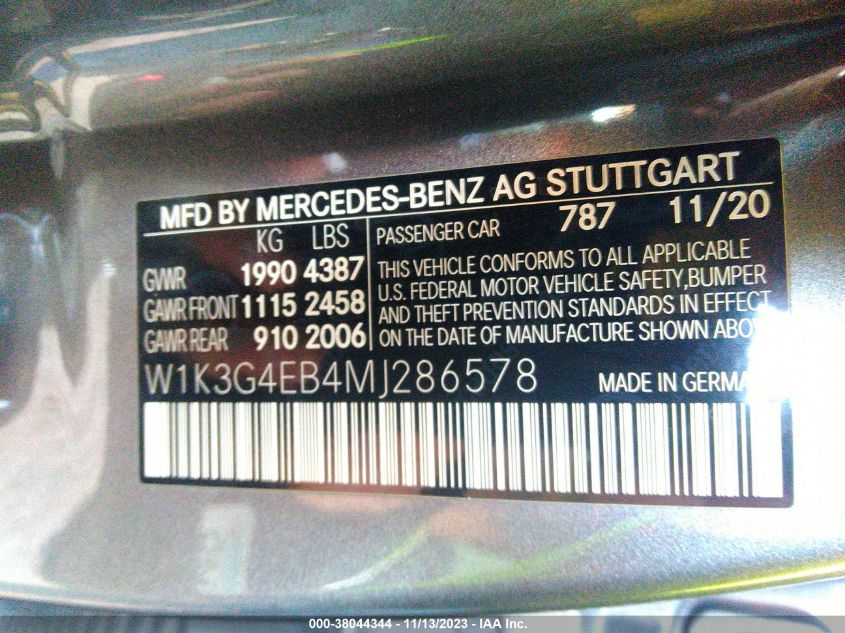 MFD BY MERCEDES-BENZ AG STUTTGART
KG LBS
GVWR 1990 4387
GAWR FRONT 1115 2458
GAWR REAR 910 2006
PASSENGER CAR 787 11/20
THIS VEHICLE CONFORMS TO ALL APPLICABLE
U.S. FEDERAL MOTOR VEHICLE SAFETY,BUMPER
AND THEFT PREVENTION STANDARDS IN EFFECT
ON THE DATE OF MANUFACTURE SHOWN ABOV
W1K3G4EB4MJ286578 MADE IN GERMA
000-38044344 - 11/13/2023 - IAA Inc.